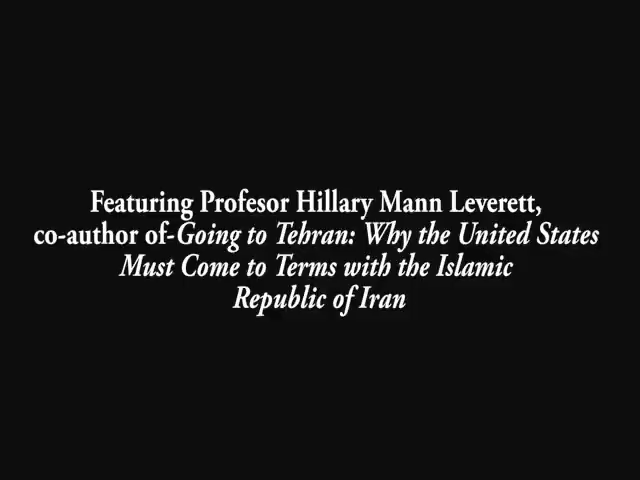 Featuring Profesor Hillary Mann Leverett,
co-author of-Going to Tehran: Why the United States
Must Come to Terms with the Islamic
Republic of Iran